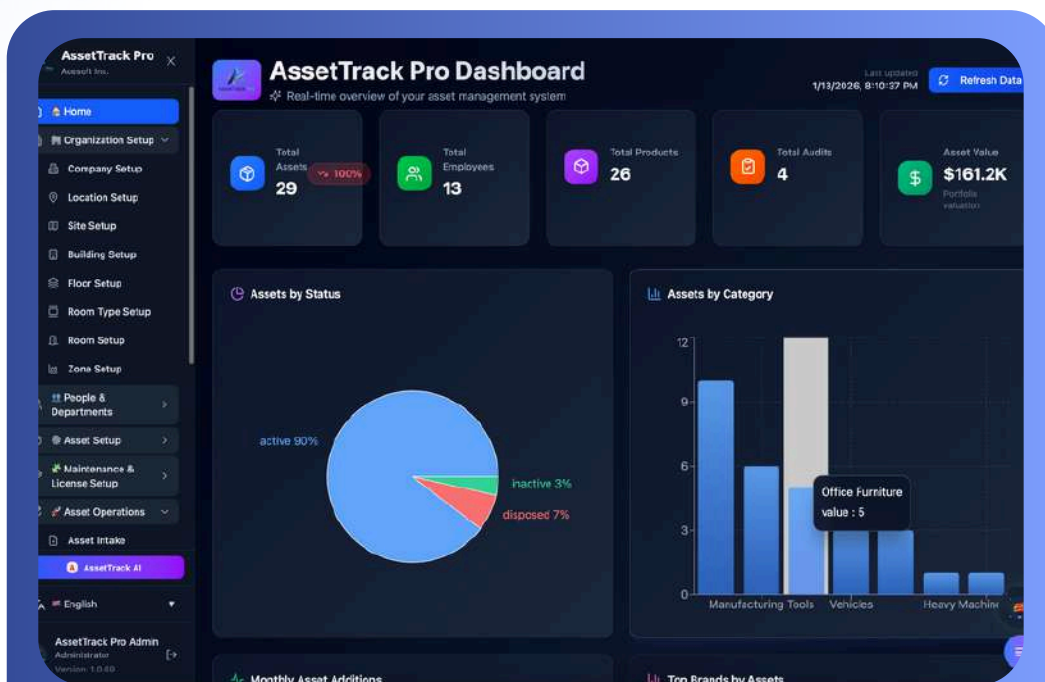 AssetTrack Pro
Home
Organization Setup
Company Setup
Location Setup
Site Setup
Building Setup
Floor Setup
Room Type Setup
Room Setup
Zone Setup
People &
Departments
Asset Setup
Maintenance &
License Setup
Asset Operations
Asset Intake
AssetTrack AI
English
AssetTrack Pro Admin
Administrator
Version: 1.0.69
AssetTrack Pro Dashboard
Real-time overview of your asset management system
Last updated
1/13/2026, 8:10:37 PM
Refresh Data
Total
Assets
100%
29
Total
Employees
13
Total Products
26
Total Audits
4
Asset Value
$161.2K
Portfolio
valuation
Assets by Status
active 90%
inactive 3%
disposed 7%
Assets by Category
12
9
6
3
0
Office Furniture
value : 5
Manufacturing Tools
Vehicles
Heavy Machine
Monthly Asset Additions
Top Brands by Assets